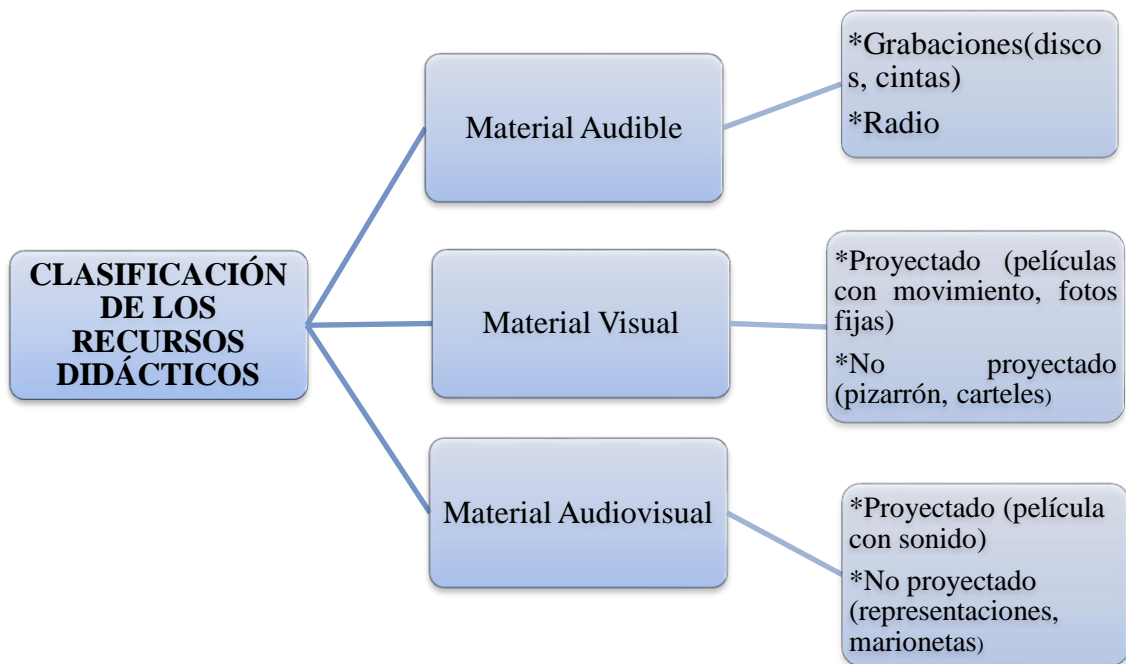 CLASIFICACIÓN
DE LOS
RECURSOS
DIDÁCTICOS
Material Audible
*Grabaciones(disco
s, cintas)
*Radio
Material Visual
*Proyectado (películas
con movimiento, fotos
fijas)
*No proyectado
(pizarrón, carteles)
Material Audiovisual
*Proyectado (película
con sonido)
*No proyectado
(representaciones,
marionetas)